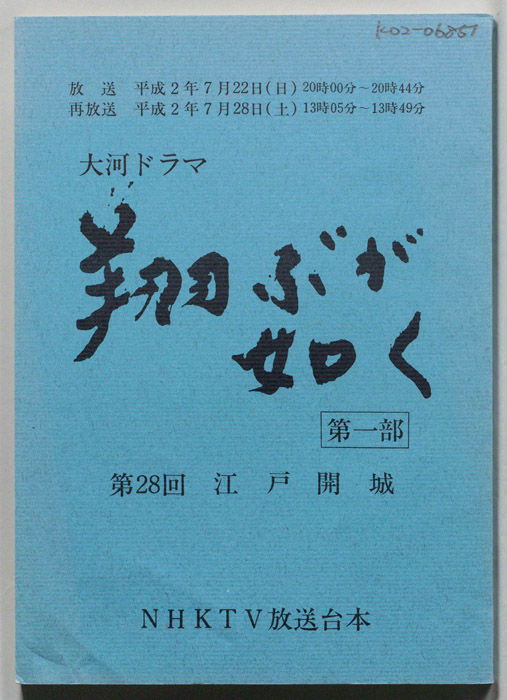 K02-06851
放 送 平成2年7月22日(日) 20時00分～20時44分
再放送 平成2年7月28日(土) 13時05分～13時49分
大河ドラマ
翔ぶが
如く
第一部
第28回 江戸開城
NHKTV放送台本